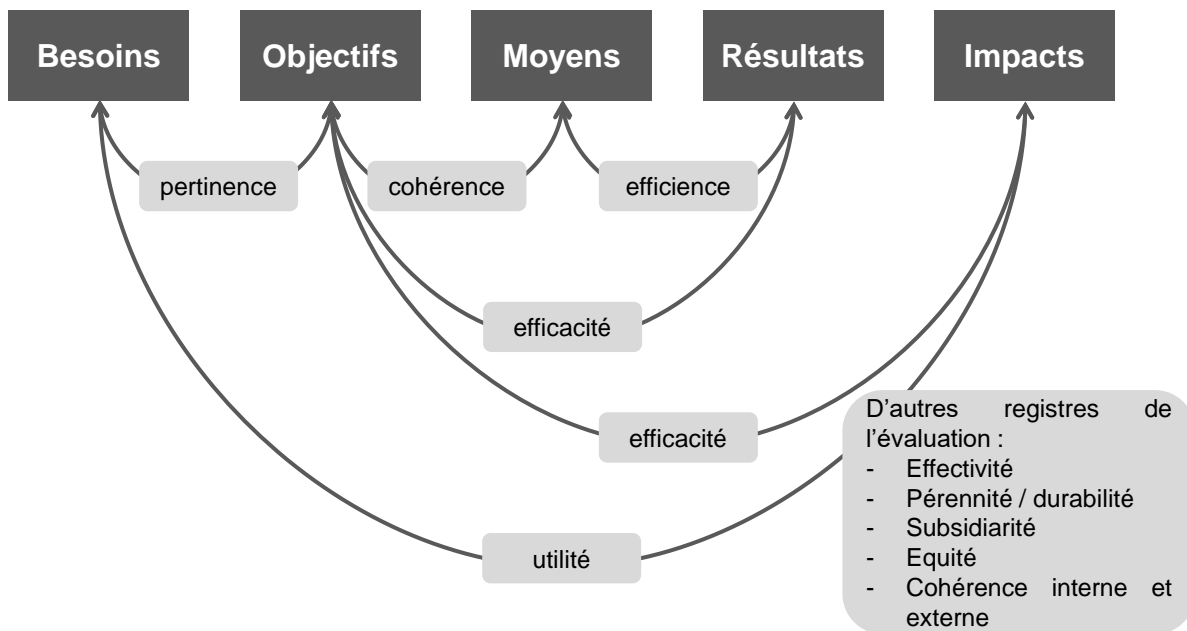 Besoins
Objectifs
Moyens
Résultats
Impacts
pertinence
cohérence
efficience
efficacité
efficacité
utilité
D'autres registres de
l’évaluation :
- Effectivité
- Pérennité / durabilité
- Subsidiarité
- Equité
- Cohérence interne et
externe